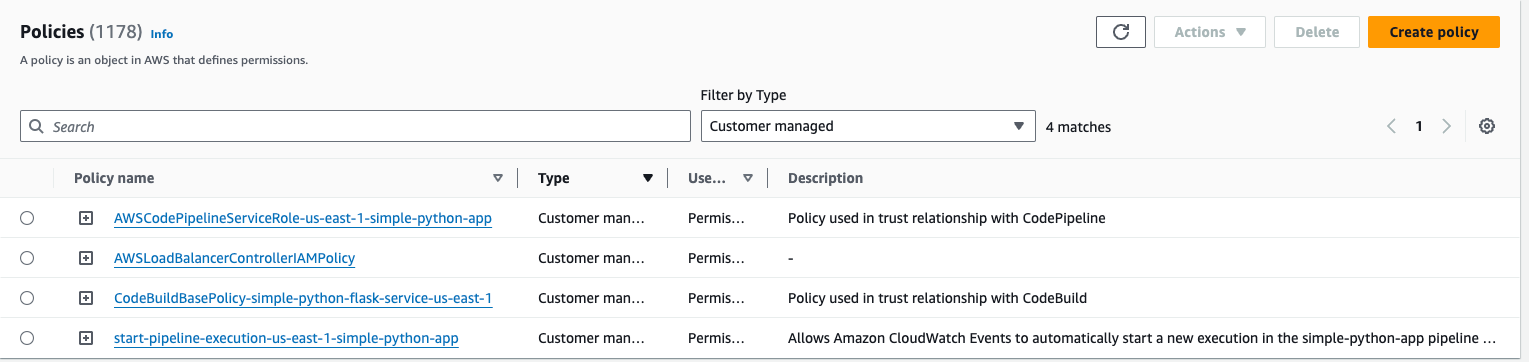 Policies (1178) Info
Actions
Delete
Create policy
A policy is an object in AWS that defines permissions.
Filter by Type
Search
Customer managed
4 matches
1
Policy name Type Use... Description
AWSCodePipelineServiceRole-us-east-1-simple-python-app Customer man... Permis... Policy used in trust relationship with CodePipeline
AWSLoadBalancerControllerIAMPolicy Customer man... Permis... -
CodeBuildBasePolicy-simple-python-flask-service-us-east-1 Customer man... Permis... Policy used in trust relationship with CodeBuild
start-pipeline-execution-us-east-1-simple-python-app Customer man... Permis... Allows Amazon CloudWatch Events to automatically start a new execution in the simple-python-app pipeline ...